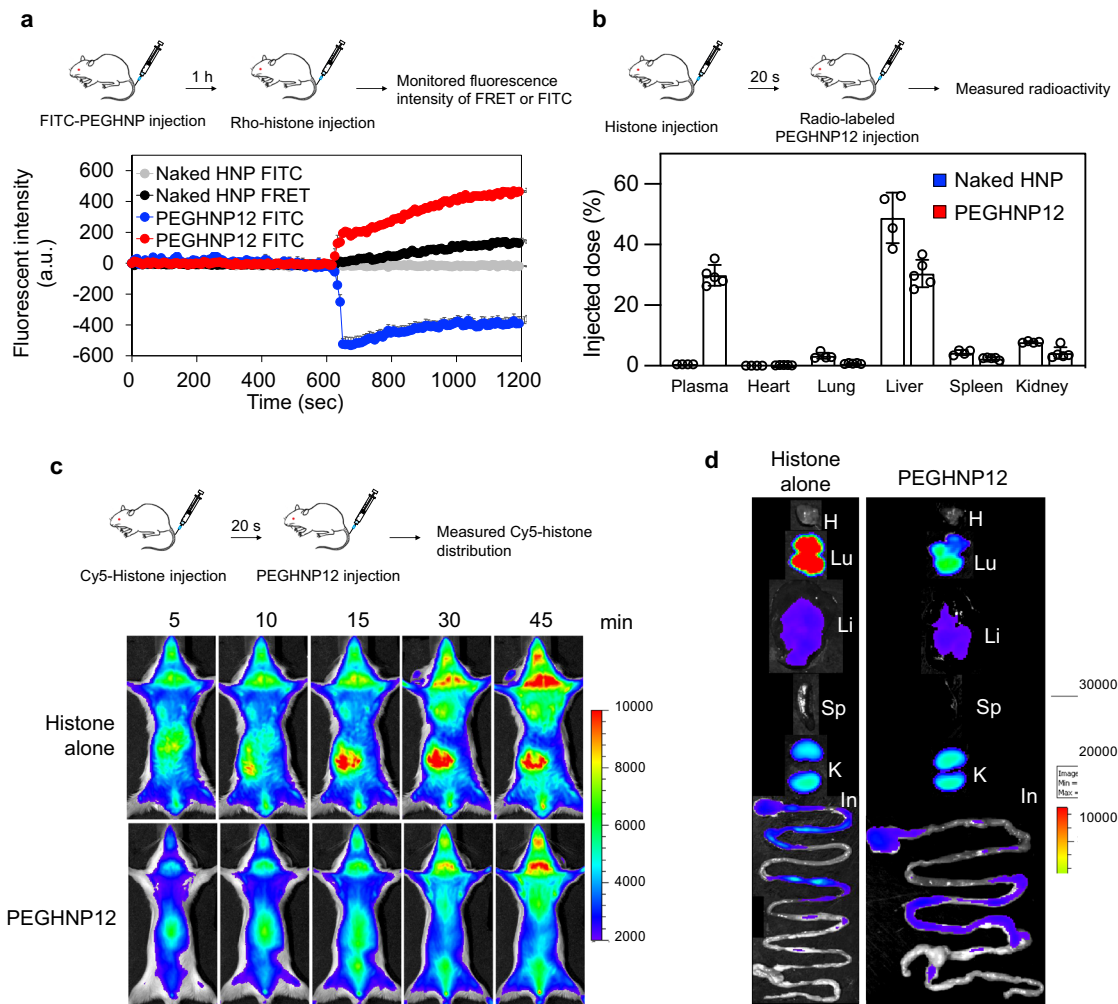 a
1 h
FITC-PEGHNP injection
Rho-histone injection
Monitored fluorescence
intensity of FRET or FITC
Fluorescent intensity
(a.u.)
600
400
200
0
-200
-400
-600
Naked HNP FITC
Naked HNP FRET
PEGHNP12 FITC
PEGHNP12 FITC
0
200
400
600
800
1000
1200
Time (sec)
b
20 s
Histone injection
Radio-labeled
PEGHNP12 injection
Measured radioactivity
Injected dose (%)
60
40
20
0
Naked HNP
PEGHNP12
Plasma
Heart
Lung
Liver
Spleen
Kidney
c
20 s
Cy5-Histone injection
PEGHNP12 injection
Measured Cy5-histone
distribution
5
10
15
30
45
min
Histone
alone
PEGHNP12
10000
8000
6000
4000
2000
d
Histone
alone
PEGHNP12
H
Lu
Li
Sp
K
In
H
Lu
Li
Sp
K
In
30000
20000
Image
Min =
Max =
10000